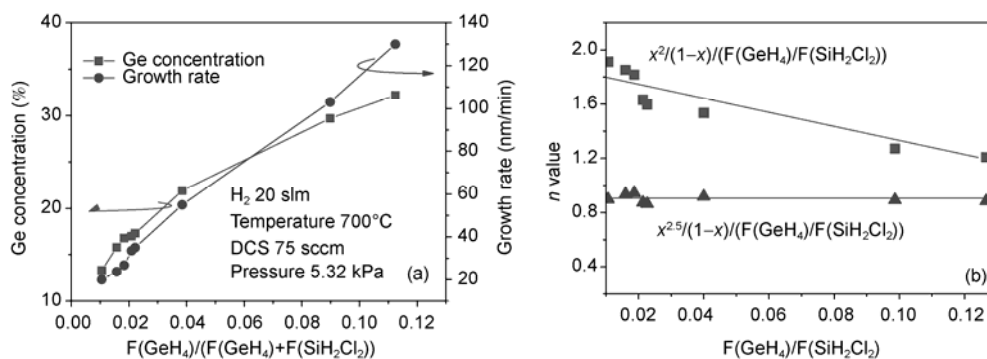 40
30
20
10
Ge concentration (%)
Ge concentration
Growth rate
H₂ 20 slm
Temperature 700°C
DCS 75 sccm
Pressure 5.32 kPa
(a)
140
120
100
80
60
40
20
Growth rate (nm/min)
0.00 0.02 0.04 0.06 0.08 0.10 0.12
F(GeH₄)/(F(GeH₄)+F(SiH₂Cl₂))
2.0
1.6
1.2
0.8
0.4
n value
x²/(1−x)/(F(GeH₄)/F(SiH₂Cl₂))
x²·⁵/(1−x)/(F(GeH₄)/F(SiH₂Cl₂))
(b)
0.02 0.04 0.06 0.08 0.10 0.12
F(GeH₄)/F(SiH₂Cl₂)